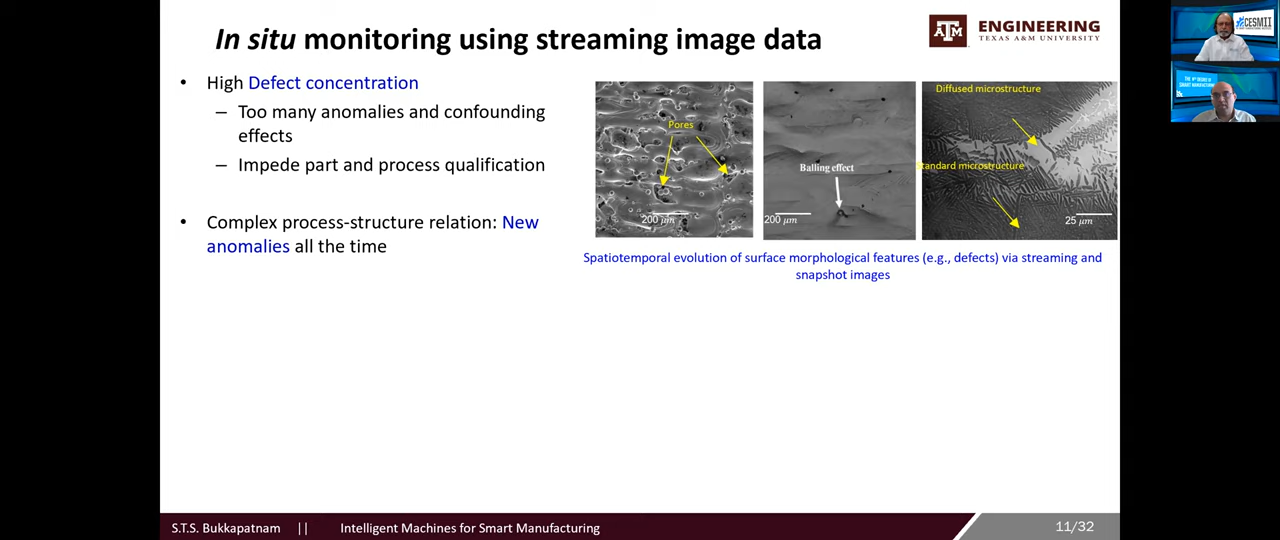 In situ monitoring using streaming image data
ĀTM ENGINEERING
TEXAS A&M UNIVERSITY
• High Defect concentration
– Too many anomalies and confounding
effects
– Impede part and process qualification
• Complex process-structure relation: New
anomalies all the time
Pores
200 μm
Balling effect
200 μm
Diffused microstructure
standard microstructure
25 μm
Spatiotemporal evolution of surface morphological features (e.g., defects) via streaming and
snapshot images
S.T.S. Bukkapatnam || Intelligent Machines for Smart Manufacturing
11/32
CESMII
SMART MANUFACTURING